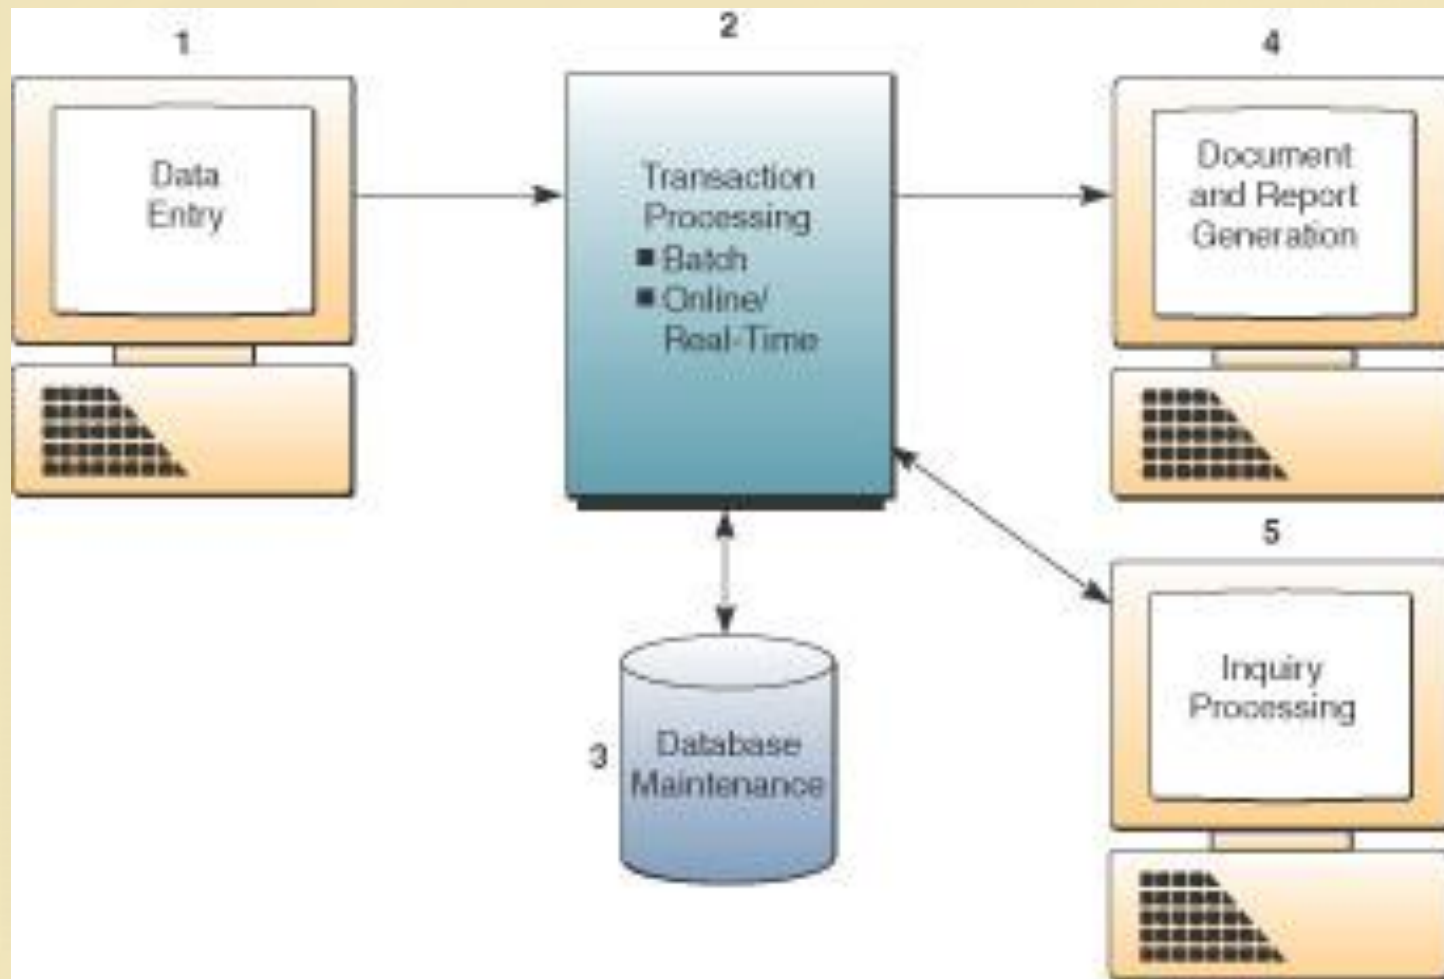 1
Data
Entry
2
Transaction
Processing
■ Batch
■ Online/
Real-Time
3
Database
Maintenance
4
Document
and Report
Generation
5
Inquiry
Processing